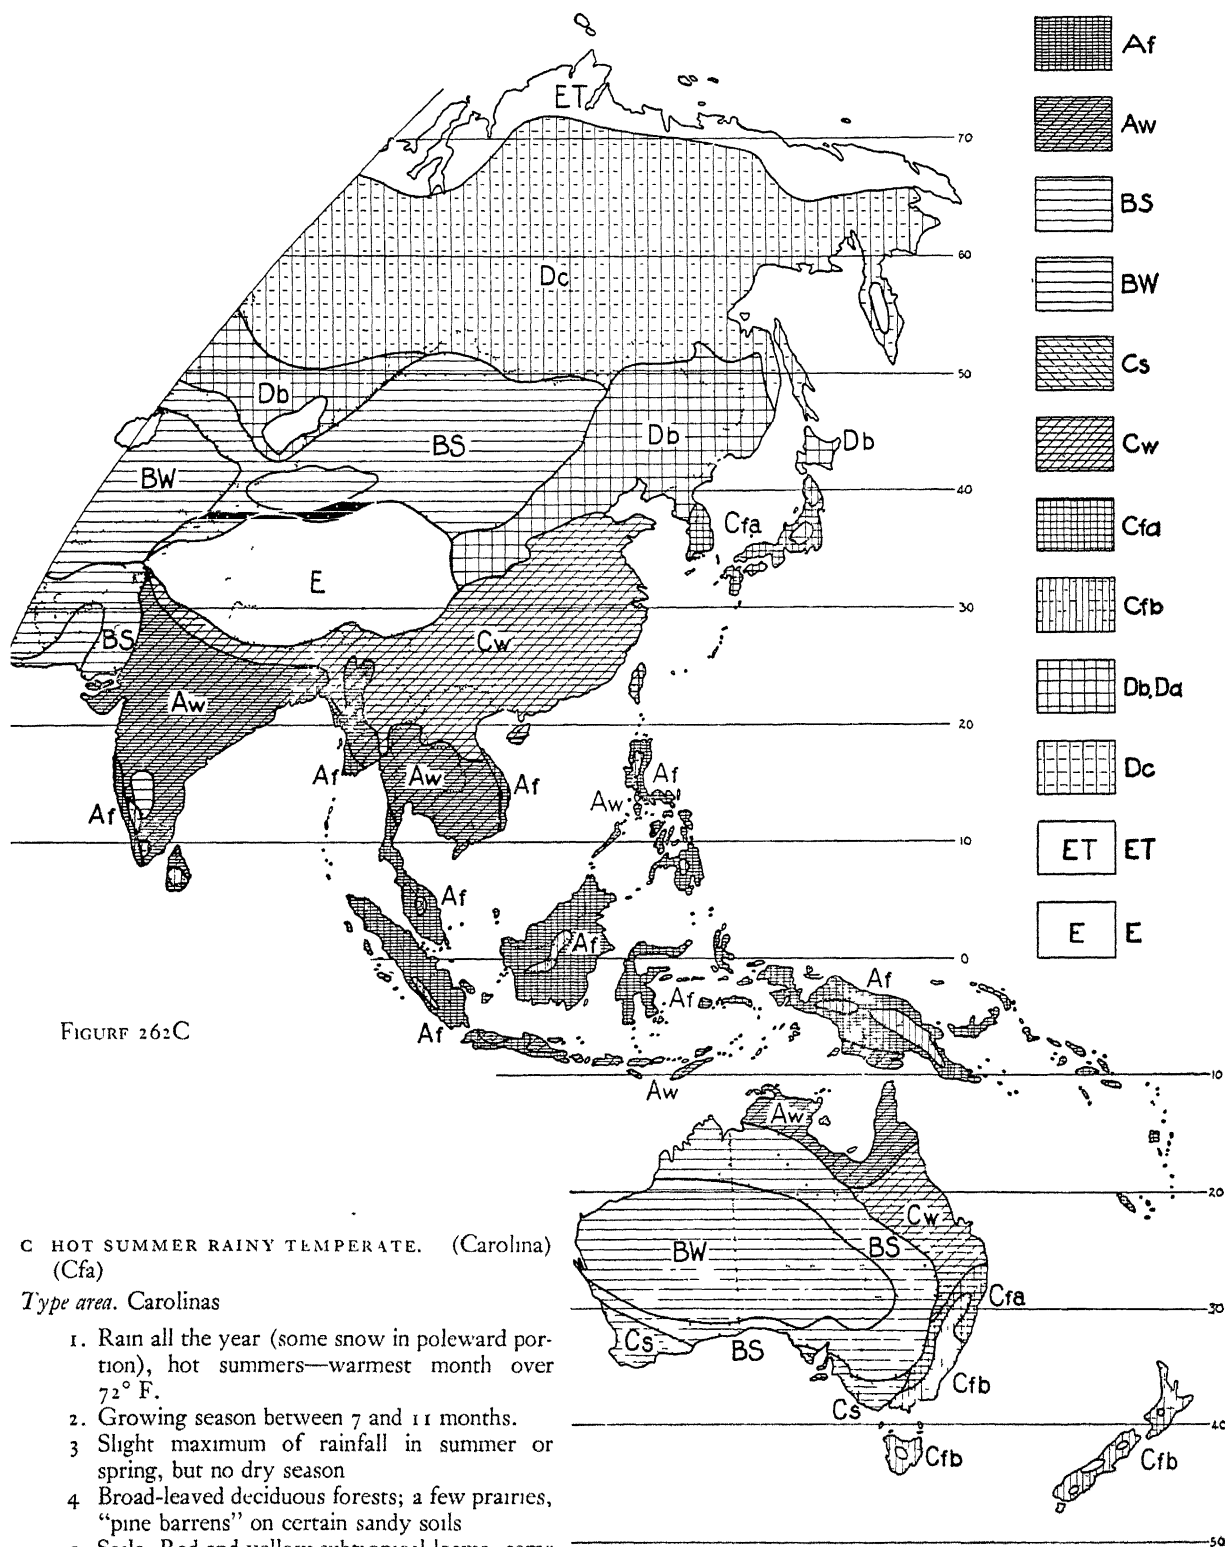 Af
Aw
BS
BW
Cs
Cw
Cfa
Cfb
Db, Da
Dc
ET ET
E E
ET
70
60
Dc
50
Db
BS
Db
Db
BW
40
Cfa
E
30
BS
Cw
Aw
20
Af
Aw
Af
Af
Aw
Af
10
Af
Af
0
Af
Af
Af
Aw
10
Aw
20
Cw
BW
BS
Cfa
30
Cs
BS
Cfb
Cs
40
Cfb
Cfb
50
FIGURF 262C
C HOT SUMMER RAINY TEMPERATE. (Carolina)
(Cfa)
Type area. Carolinas
1. Rain all the year (some snow in poleward por-
tion), hot summers—warmest month over
72° F.
2. Growing season between 7 and 11 months.
3 Slight maximum of rainfall in summer or
spring, but no dry season
4 Broad-leaved deciduous forests; a few prairies,
"pine barrens" on certain sandy soils